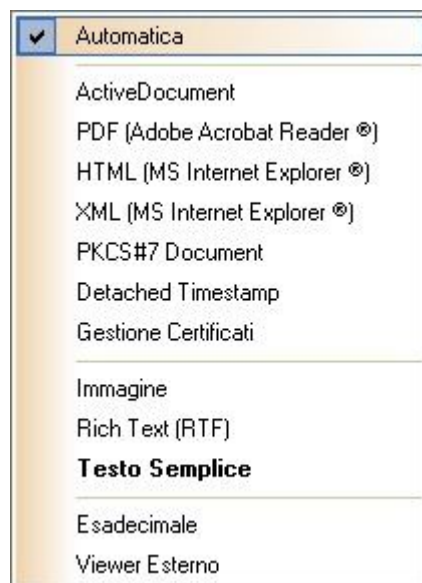 Automatica
ActiveDocument
PDF (Adobe Acrobat Reader ®)
HTML (MS Internet Explorer ®)
XML (MS Internet Explorer ®)
PKCS#7 Document
Detached Timestamp
Gestione Certificati
Immagine
Rich Text (RTF)
Testo Semplice
Esadecimale
Viewer Esterno